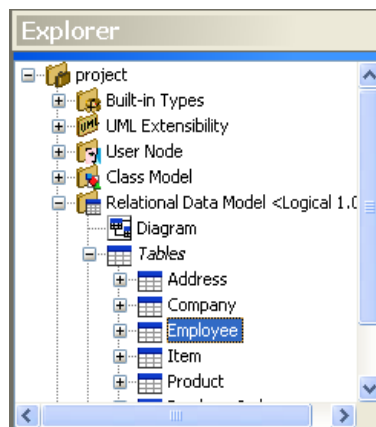 Explorer
project
Built-in Types
UML Extensibility
User Node
Class Model
Relational Data Model <Logical 1.0
Diagram
Tables
Address
Company
Employee
Item
Product